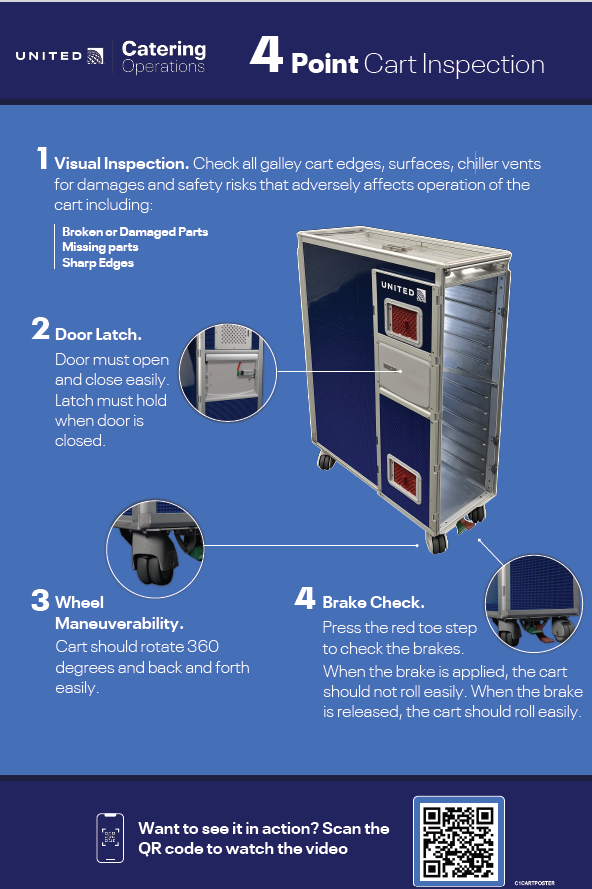 UNITED
Catering
Operations
4 Point Cart Inspection
1 Visual Inspection. Check all galley cart edges, surfaces, chiller vents
for damages and safety risks that adversely affects operation of the
cart including:
Broken or Damaged Parts
Missing parts
Sharp Edges
UNITED
2 Door Latch.
Door must open
and close easily.
Latch must hold
when door is
closed.
3 Wheel
Maneuverability.
Cart should rotate 360
degrees and back and forth
easily.
4 Brake Check.
Press the red toe step
to check the brakes.
When the brake is applied, the cart
should not roll easily. When the brake
is released, the cart should roll easily.
Want to see it in action? Scan the
QR code to watch the video
C1CARTPOSTER